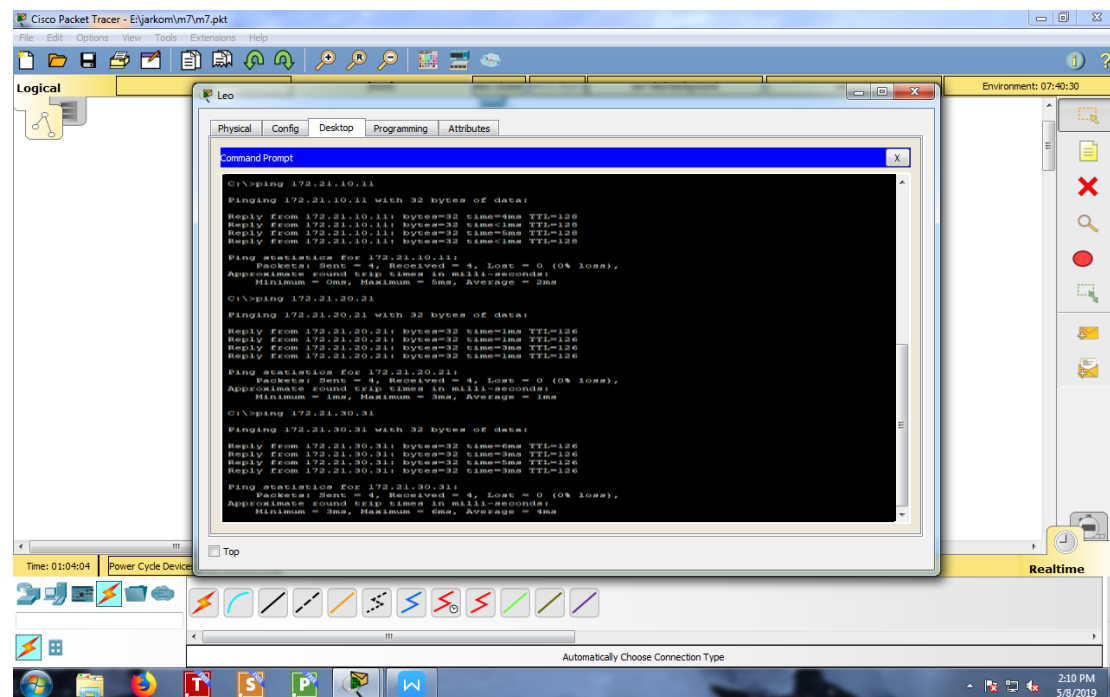 Cisco Packet Tracer - E:\jarkom\m7\m7.pkt
File Edit Options View Tools Extensions Help
Logical
Environment: 07:40:30
Leo
Physical Config Desktop Programming Attributes
Command Prompt
X
C:\>ping 172.21.10.11
Pinging 172.21.10.11 with 32 bytes of data:
Reply from 172.21.10.11: bytes=32 time=4ms TTL=128
Reply from 172.21.10.11: bytes=32 time<1ms TTL=128
Reply from 172.21.10.11: bytes=32 time=5ms TTL=128
Reply from 172.21.10.11: bytes=32 time<1ms TTL=128
Ping statistics for 172.21.10.11:
Packets: Sent = 4, Received = 4, Lost = 0 (0% loss),
Approximate round trip times in milli-seconds:
Minimum = 0ms, Maximum = 5ms, Average = 2ms
C:\>ping 172.21.20.21
Pinging 172.21.20.21 with 32 bytes of data:
Reply from 172.21.20.21: bytes=32 time=1ms TTL=126
Reply from 172.21.20.21: bytes=32 time=3ms TTL=126
Reply from 172.21.20.21: bytes=32 time=1ms TTL=126
Reply from 172.21.20.21: bytes=32 time=1ms TTL=126
Ping statistics for 172.21.20.21:
Packets: Sent = 4, Received = 4, Lost = 0 (0% loss),
Approximate round trip times in milli-seconds:
Minimum = 1ms, Maximum = 3ms, Average = 1ms
C:\>ping 172.21.30.31
Pinging 172.21.30.31 with 32 bytes of data:
Reply from 172.21.30.31: bytes=32 time=6ms TTL=126
Reply from 172.21.30.31: bytes=32 time=3ms TTL=126
Reply from 172.21.30.31: bytes=32 time=5ms TTL=126
Reply from 172.21.30.31: bytes=32 time=3ms TTL=126
Ping statistics for 172.21.30.31:
Packets: Sent = 4, Received = 4, Lost = 0 (0% loss),
Approximate round trip times in milli-seconds:
Minimum = 3ms, Maximum = 6ms, Average = 4ms
Top
Time: 01:04:04 Power Cycle Device
Realtime
Automatically Choose Connection Type
2:10 PM
5/8/2019